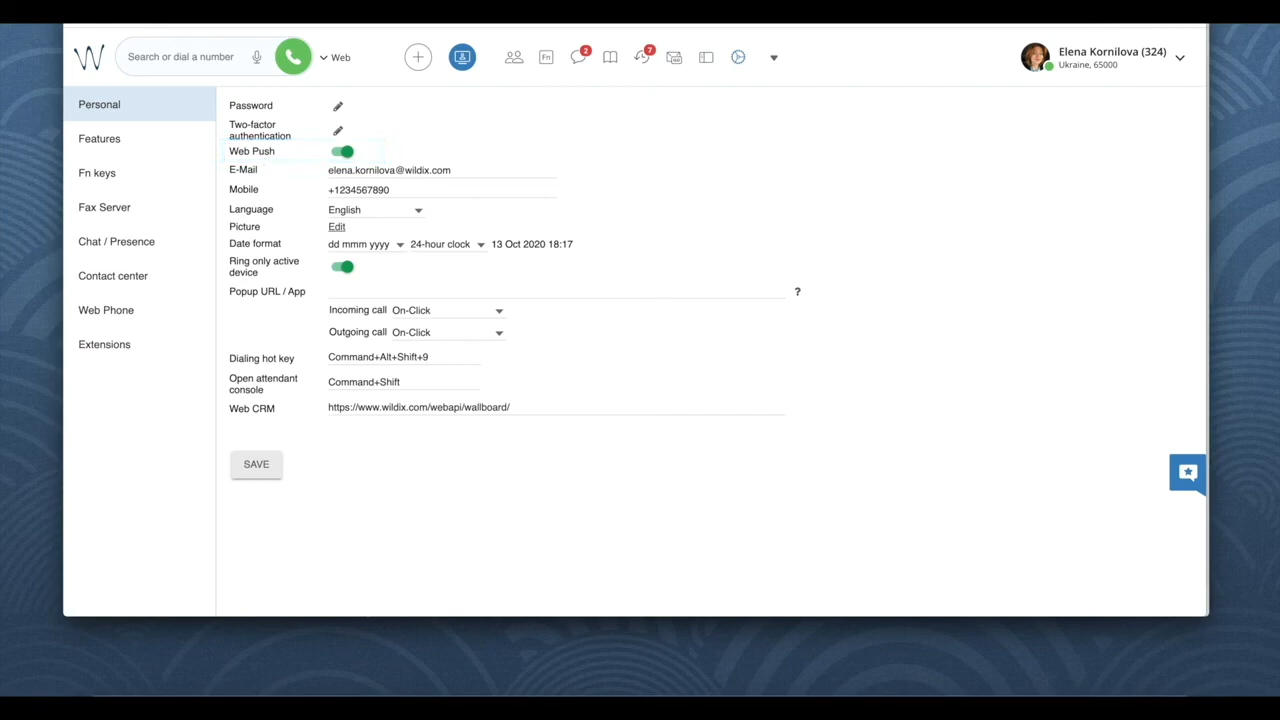 Search or dial a number
Web
Fn
2
7
Elena Kornilova (324)
Ukraine, 65000
Personal
Features
Fn keys
Fax Server
Chat / Presence
Contact center
Web Phone
Extensions
Password
Two-factor
authentication
Web Push
E-Mail elena.kornilova@wildix.com
Mobile +1234567890
Language English
Picture Edit
Date format dd mmm yyyy 24-hour clock 13 Oct 2020 18:17
Ring only active
device
Popup URL / App ?
Incoming call On-Click
Outgoing call On-Click
Dialing hot key Command+Alt+Shift+9
Open attendant
console Command+Shift
Web CRM https://www.wildix.com/webapi/wallboard/
SAVE